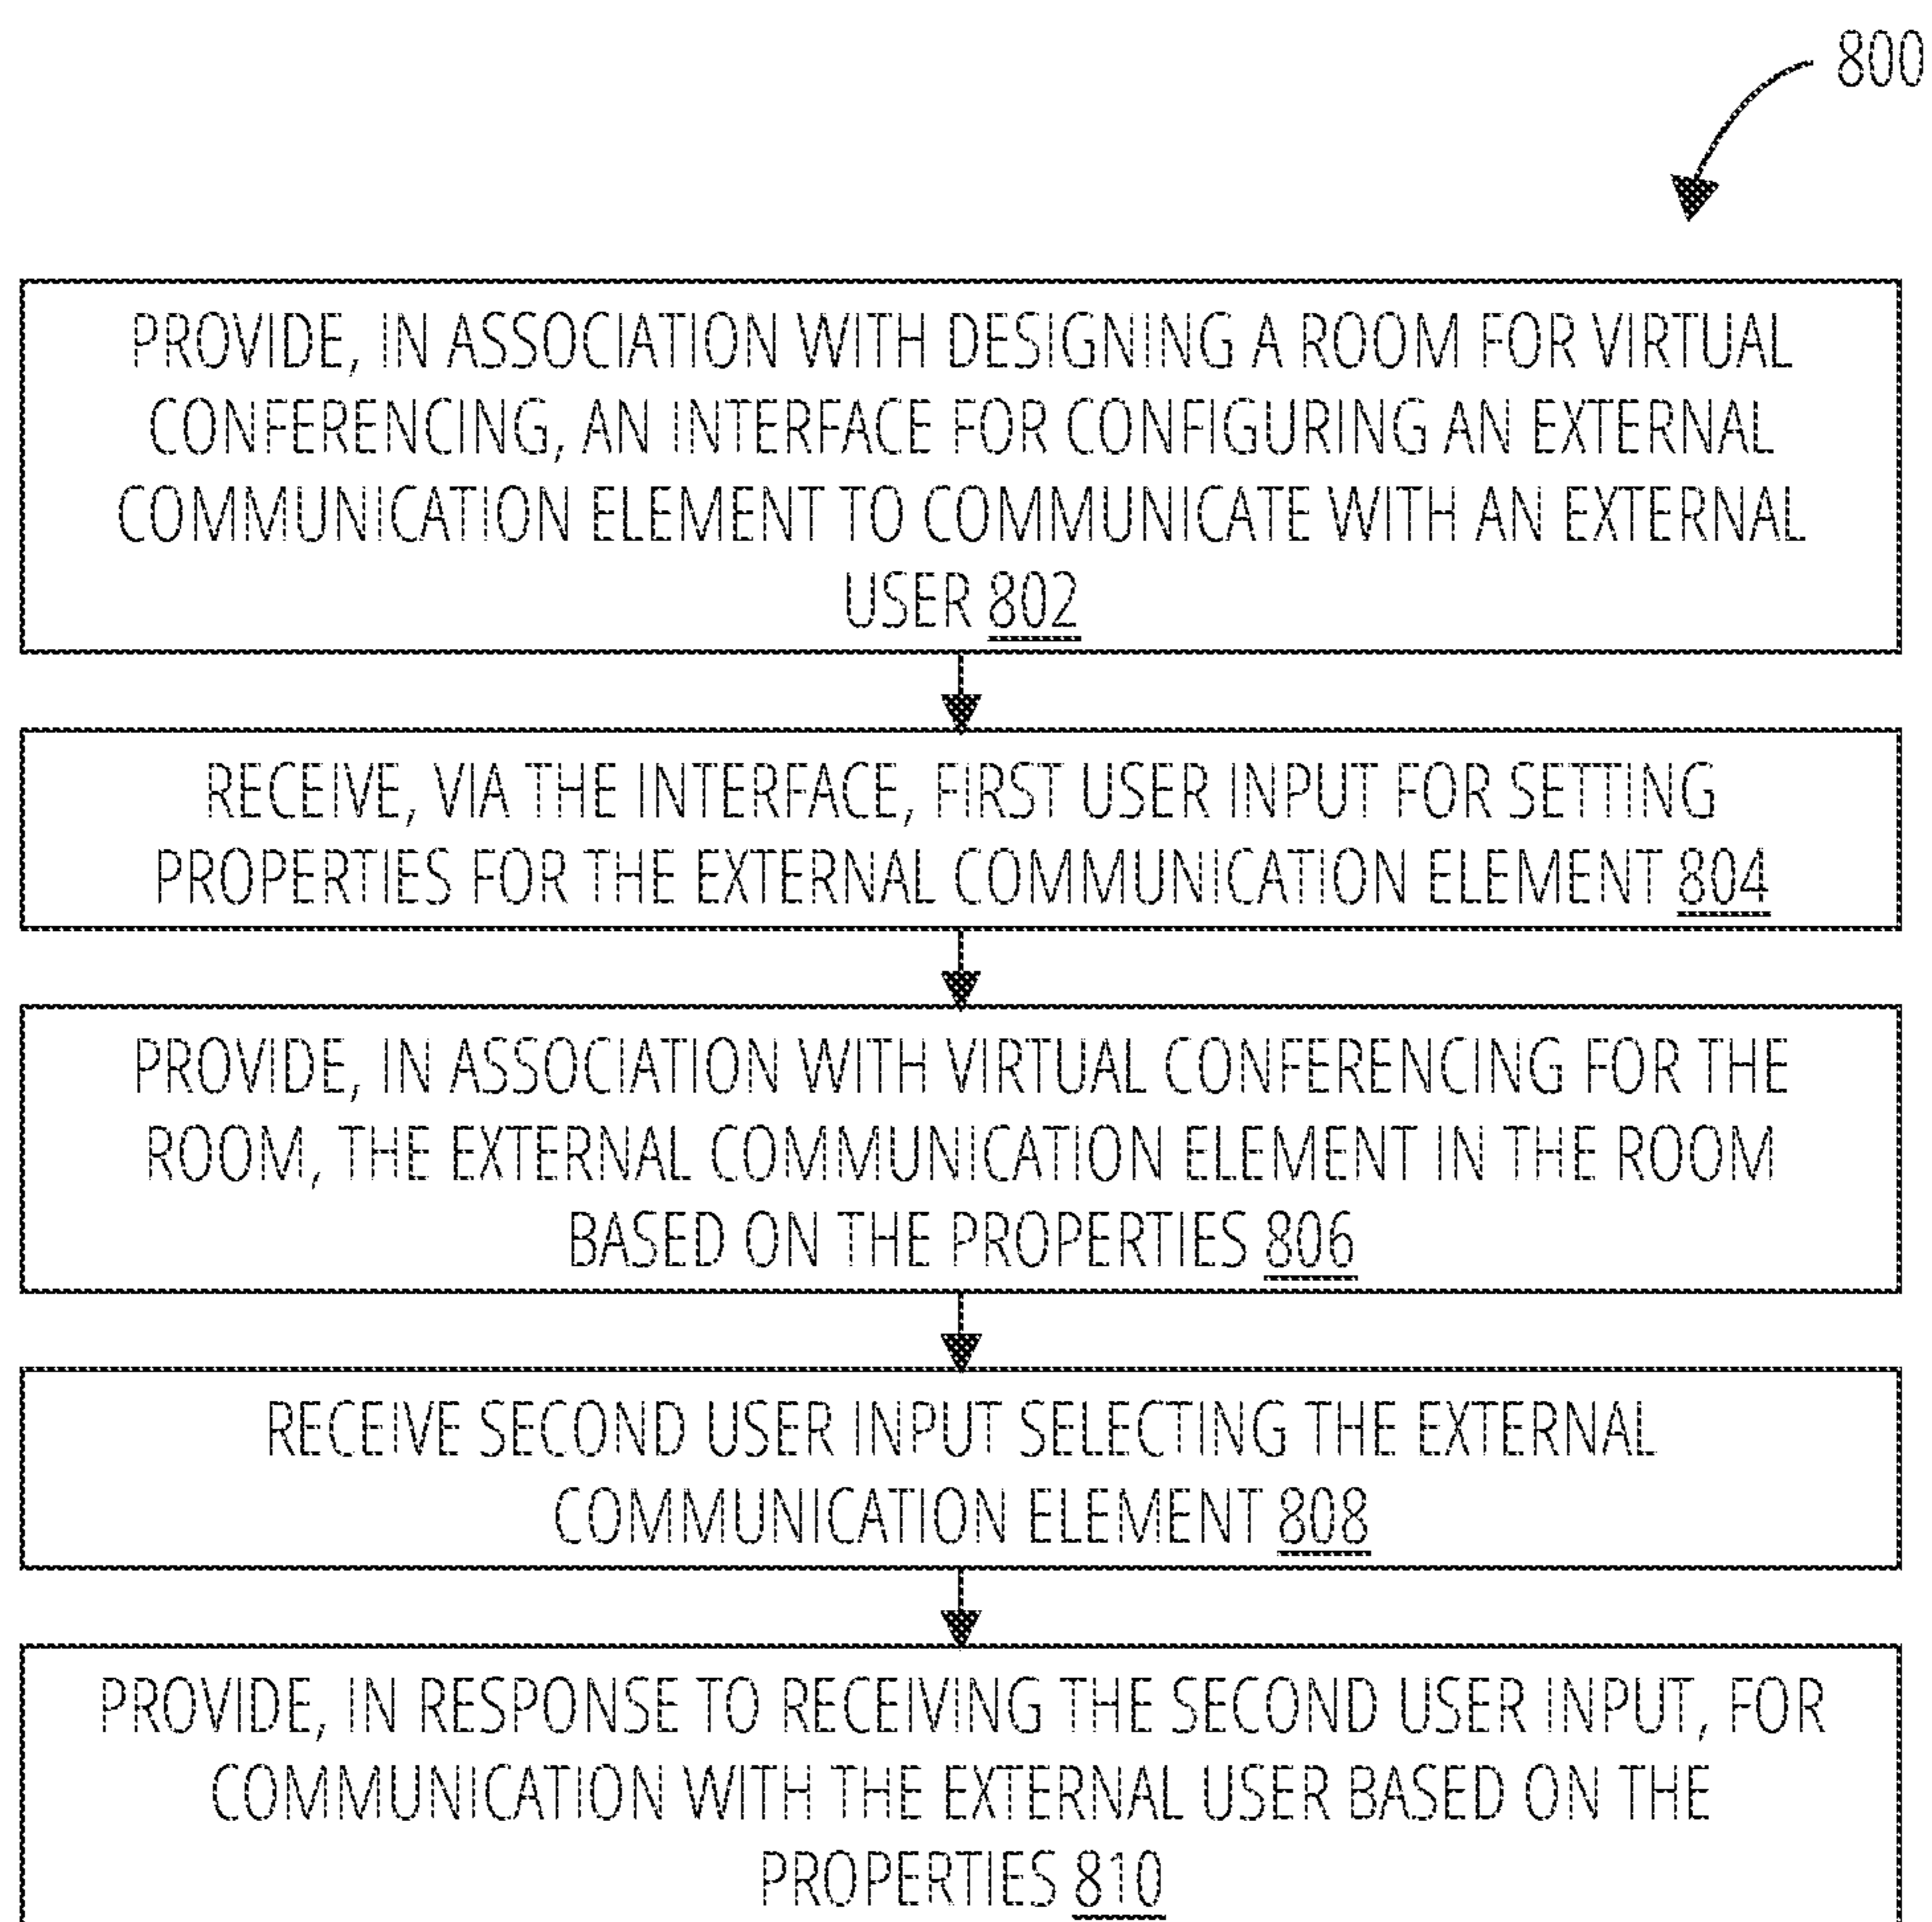 800
PROVIDE, IN ASSOCIATION WITH DESIGNING A ROOM FOR VIRTUAL
CONFERENCING, AN INTERFACE FOR CONFIGURING AN EXTERNAL
COMMUNICATION ELEMENT TO COMMUNICATE WITH AN EXTERNAL
USER 802
RECEIVE, VIA THE INTERFACE, FIRST USER INPUT FOR SETTING
PROPERTIES FOR THE EXTERNAL COMMUNICATION ELEMENT 804
PROVIDE, IN ASSOCIATION WITH VIRTUAL CONFERENCING FOR THE
ROOM, THE EXTERNAL COMMUNICATION ELEMENT IN THE ROOM
BASED ON THE PROPERTIES 806
RECEIVE SECOND USER INPUT SELECTING THE EXTERNAL
COMMUNICATION ELEMENT 808
PROVIDE, IN RESPONSE TO RECEIVING THE SECOND USER INPUT, FOR
COMMUNICATION WITH THE EXTERNAL USER BASED ON THE
PROPERTIES 810